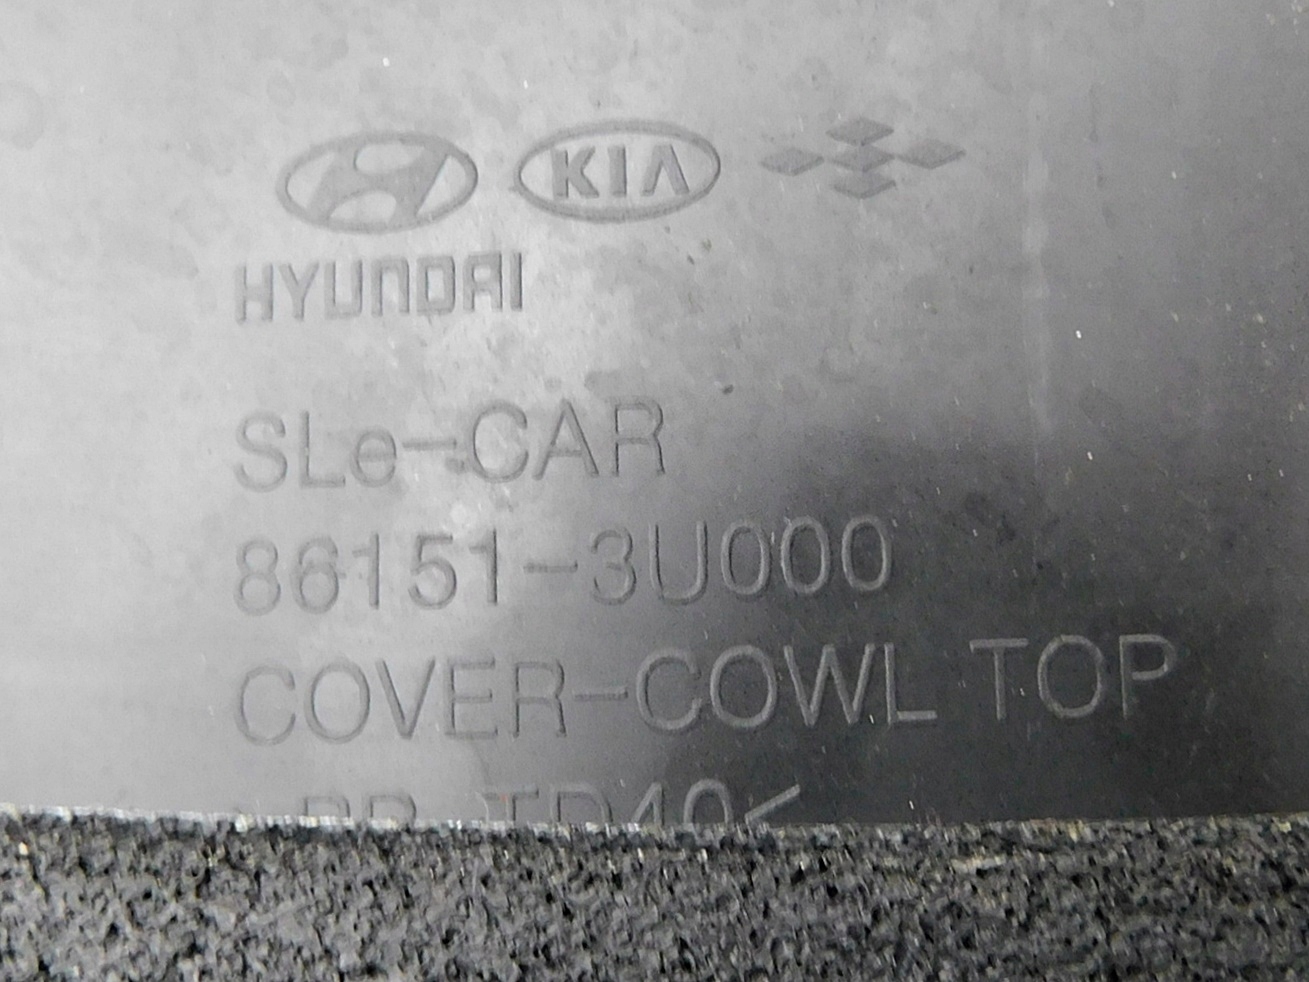 KIA
HYUNDAI
SLe-CAR
86151-3U000
COVER-COWL TOP